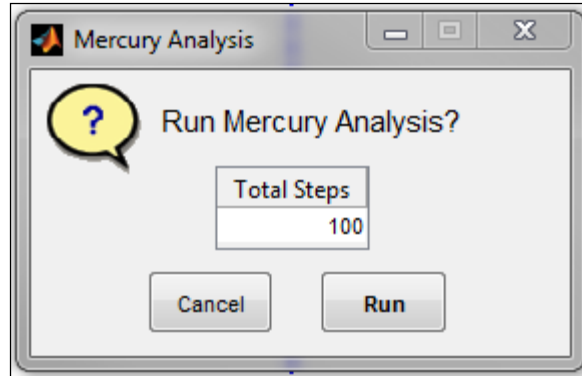 Mercury Analysis
?
Run Mercury Analysis?
Total Steps
100
Cancel Run